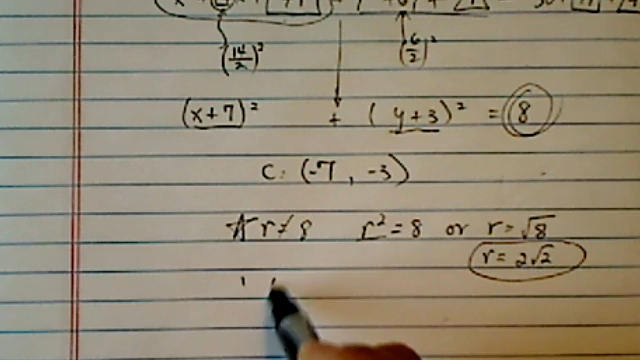 (14/2)² (6/2)²
(x+7)² + (y+3)² = 8
C: (-7, -3)
r≠8 r²=8 or r=√8
r=2√2